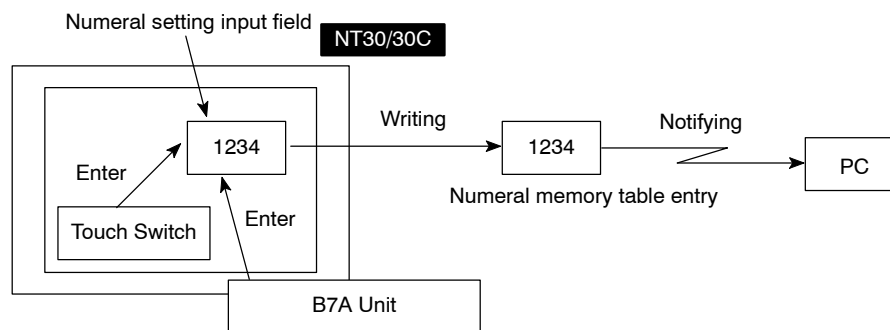 Numeral setting input field
NT30/30C
1234
Writing
1234
Notifying
PC
Enter
Numeral memory table entry
Touch Switch
Enter
B7A Unit